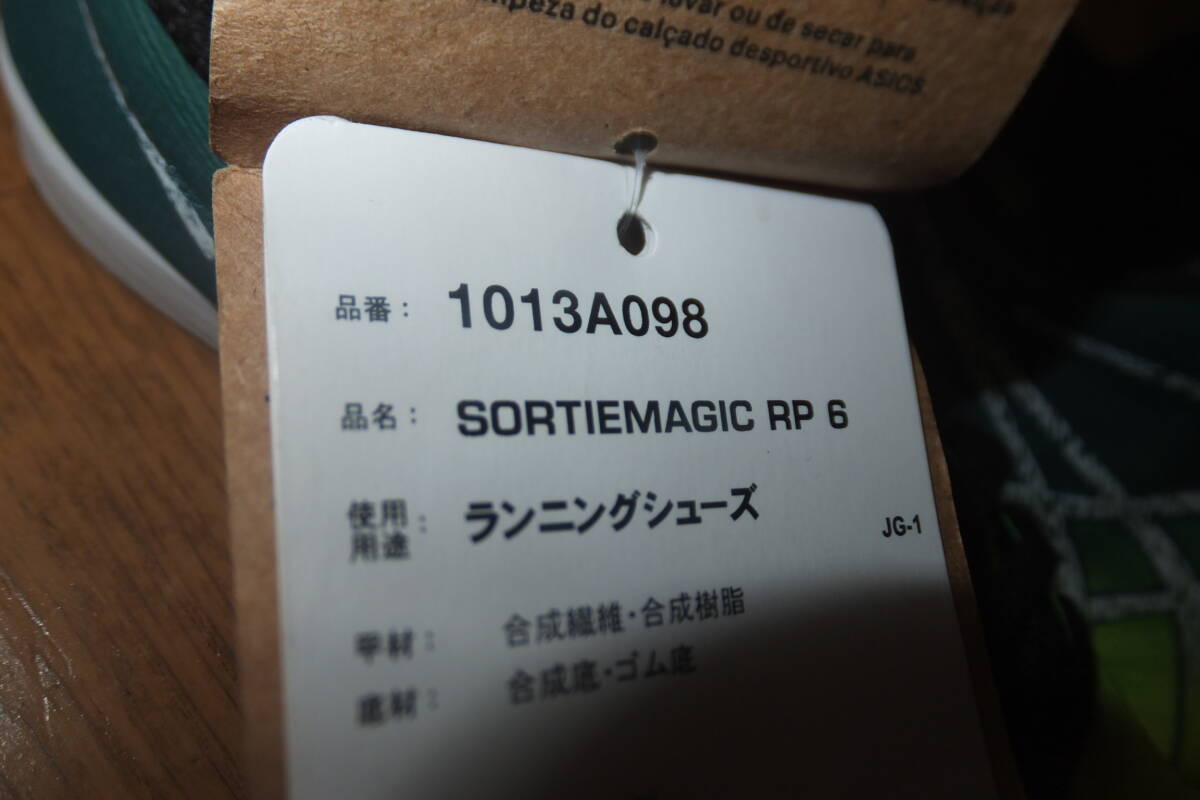 lavar ou de secar para
do calçado desportivo ASICS.
品番： 1013A098
品名： SORTIEMAGIC RP 6
使用用途： ランニングシューズ
JG-1
甲材： 合成繊維・合成樹脂
底材： 合成底・ゴム底